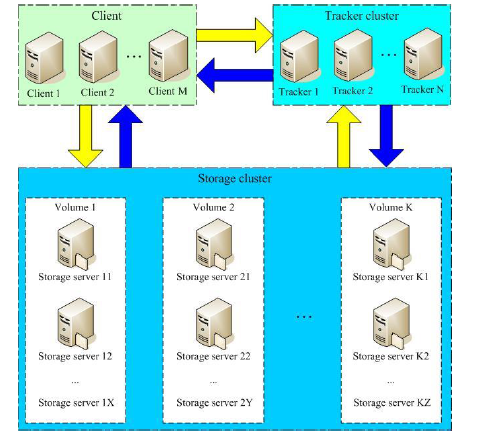 Client
Tracker cluster
Client 1
Client 2
...
Client M
Tracker 1
Tracker 2
...
Tracker N
Storage cluster
Volume 1
Volume 2
Volume K
Storage server 11
Storage server 21
Storage server K1
...
Storage server 12
Storage server 22
Storage server K2
...
...
...
Storage server 1X
Storage server 2Y
Storage server KZ